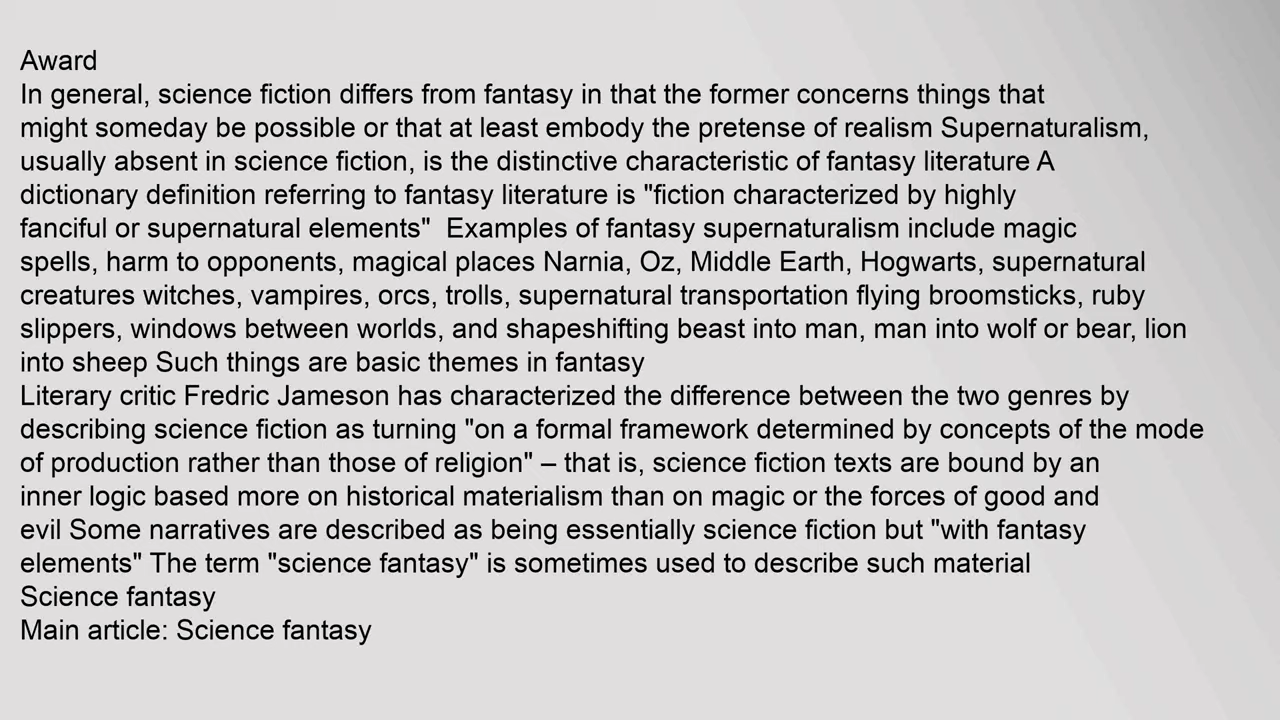 Award
In general, science fiction differs from fantasy in that the former concerns things that
might someday be possible or that at least embody the pretense of realism Supernaturalism,
usually absent in science fiction, is the distinctive characteristic of fantasy literature A
dictionary definition referring to fantasy literature is "fiction characterized by highly
fanciful or supernatural elements"  Examples of fantasy supernaturalism include magic
spells, harm to opponents, magical places Narnia, Oz, Middle Earth, Hogwarts, supernatural
creatures witches, vampires, orcs, trolls, supernatural transportation flying broomsticks, ruby
slippers, windows between worlds, and shapeshifting beast into man, man into wolf or bear, lion
into sheep Such things are basic themes in fantasy
Literary critic Fredric Jameson has characterized the difference between the two genres by
describing science fiction as turning "on a formal framework determined by concepts of the mode
of production rather than those of religion" – that is, science fiction texts are bound by an
inner logic based more on historical materialism than on magic or the forces of good and
evil Some narratives are described as being essentially science fiction but "with fantasy
elements" The term "science fantasy" is sometimes used to describe such material
Science fantasy
Main article: Science fantasy